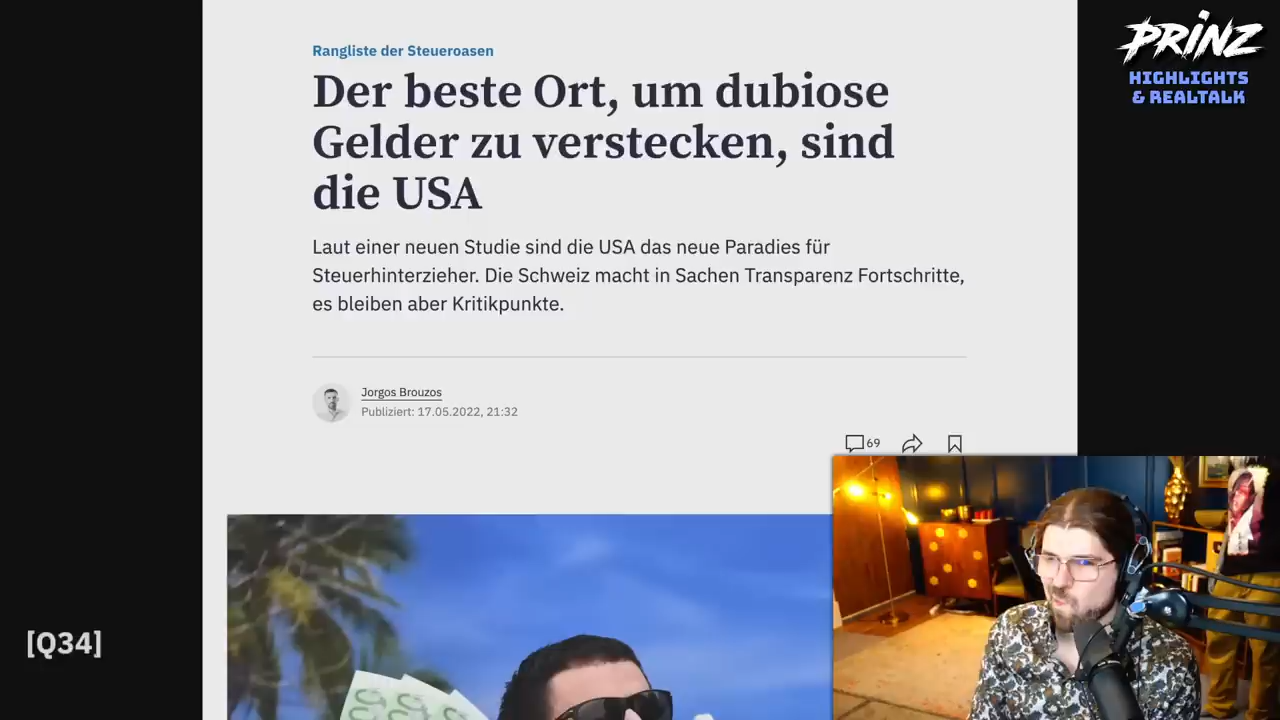 PRINZ
HIGHLIGHTS
& REALTALK
Rangliste der Steueroasen
Der beste Ort, um dubiose
Gelder zu verstecken, sind
die USA
Laut einer neuen Studie sind die USA das neue Paradies für
Steuerhinterzieher. Die Schweiz macht in Sachen Transparenz Fortschritte,
es bleiben aber Kritikpunkte.
Jorgos Brouzos
Publiziert: 17.05.2022, 21:32
69
[Q34]